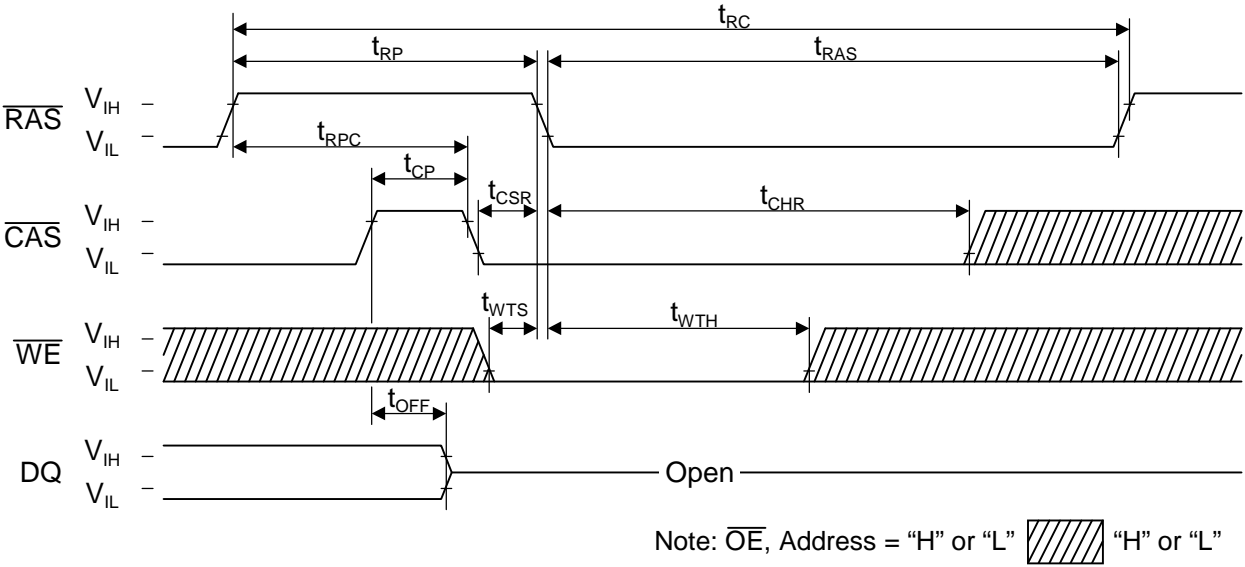 tRC
tRP
tRAS
RAS
VIH
VIL
tRPC
tCP
tCSR
tCHR
CAS
VIH
VIL
tWTS
tWTH
WE
VIH
VIL
tOFF
DQ
VIH
VIL
Open
Note: OE, Address = “H” or “L” “H” or “L”